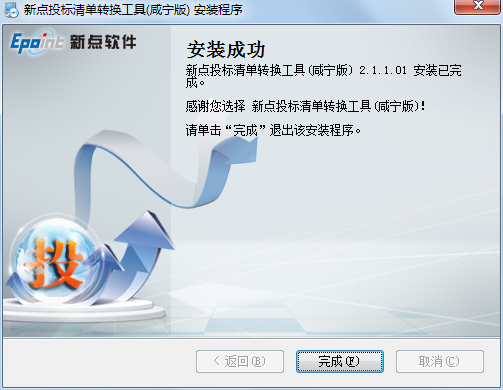 新点投标清单转换工具(咸宁版) 安装程序
Epoint 新点软件
安装成功
新点投标清单转换工具(咸宁版) 2.1.1.01 安装已完
成。
感谢您选择 新点投标清单转换工具(咸宁版)!
请单击“完成”退出该安装程序。
投
< 返回(B)
完成(F)
取消(C)